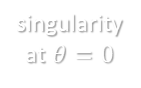 singularity
at θ = 0